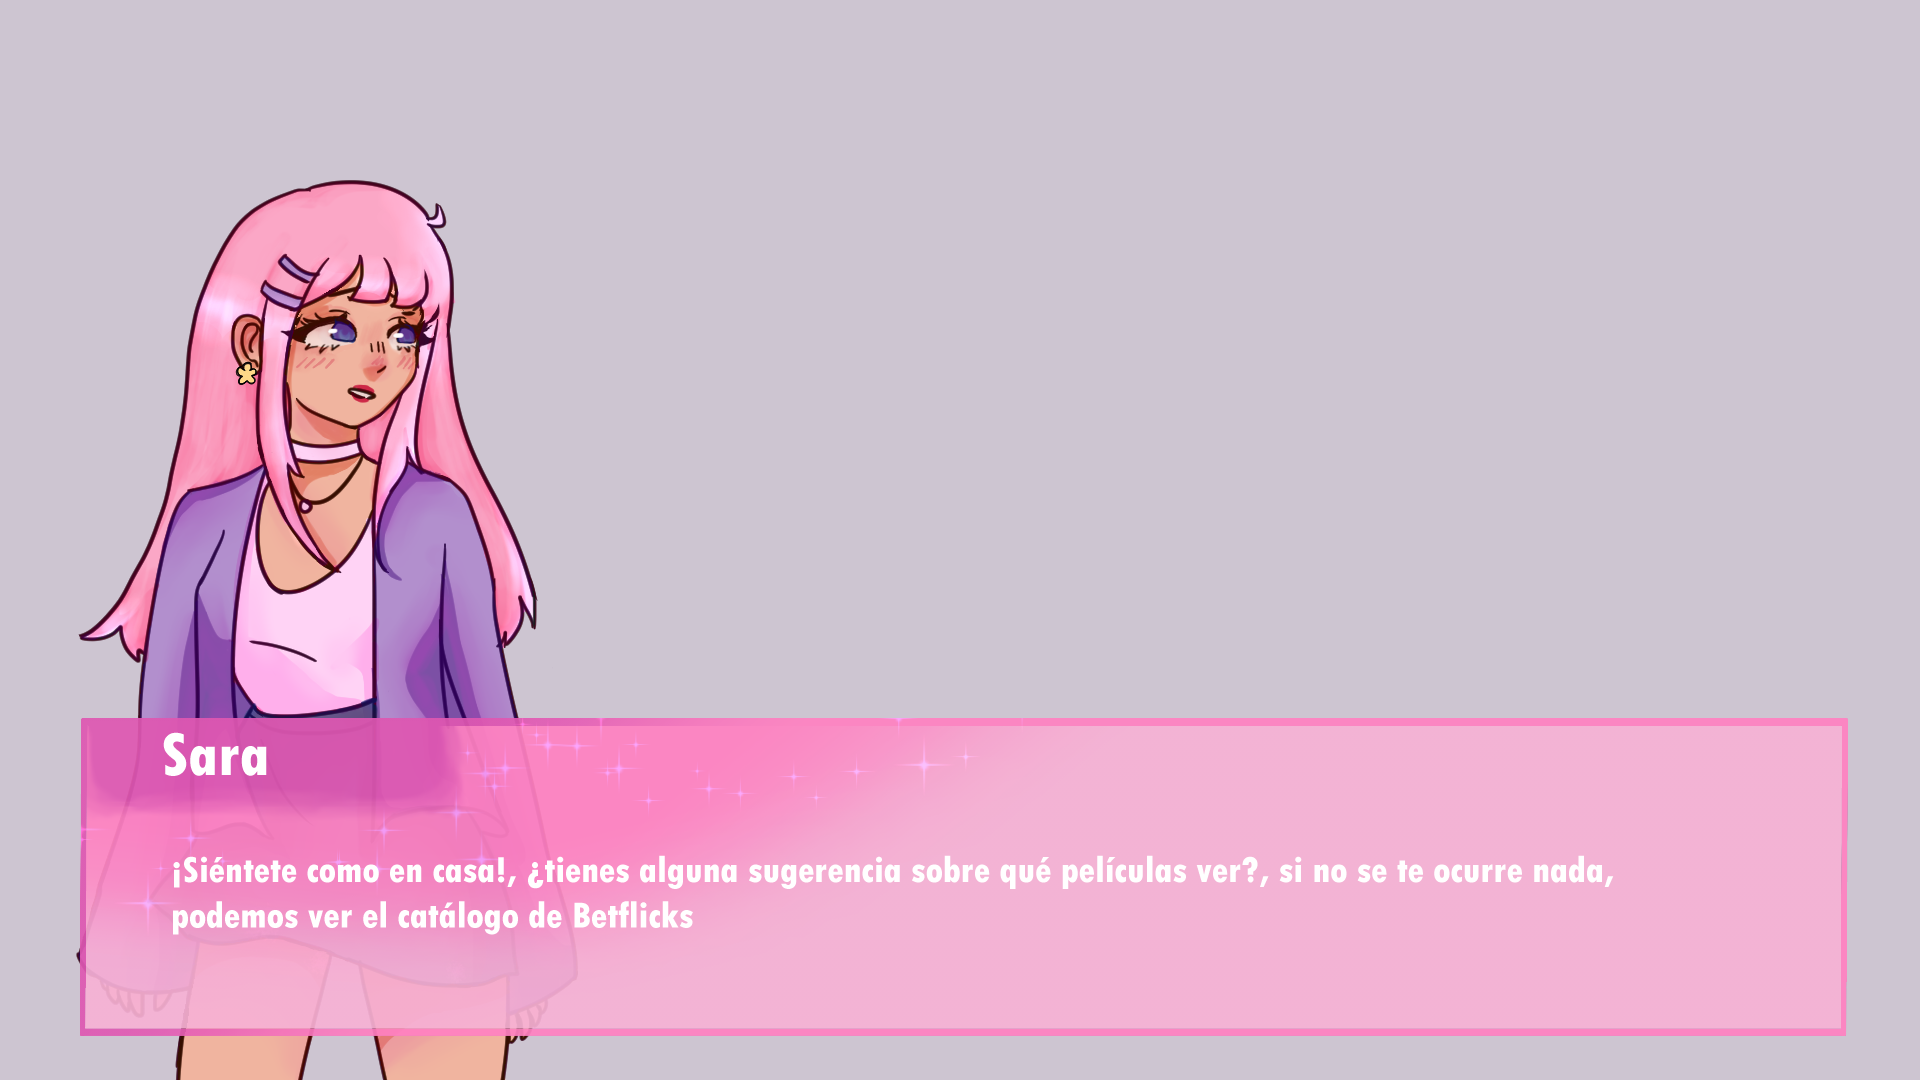 Sara
¡Siéntete como en casa!, ¿tienes alguna sugerencia sobre qué películas ver?, si no se te ocurre nada,
podemos ver el catálogo de Betflicks